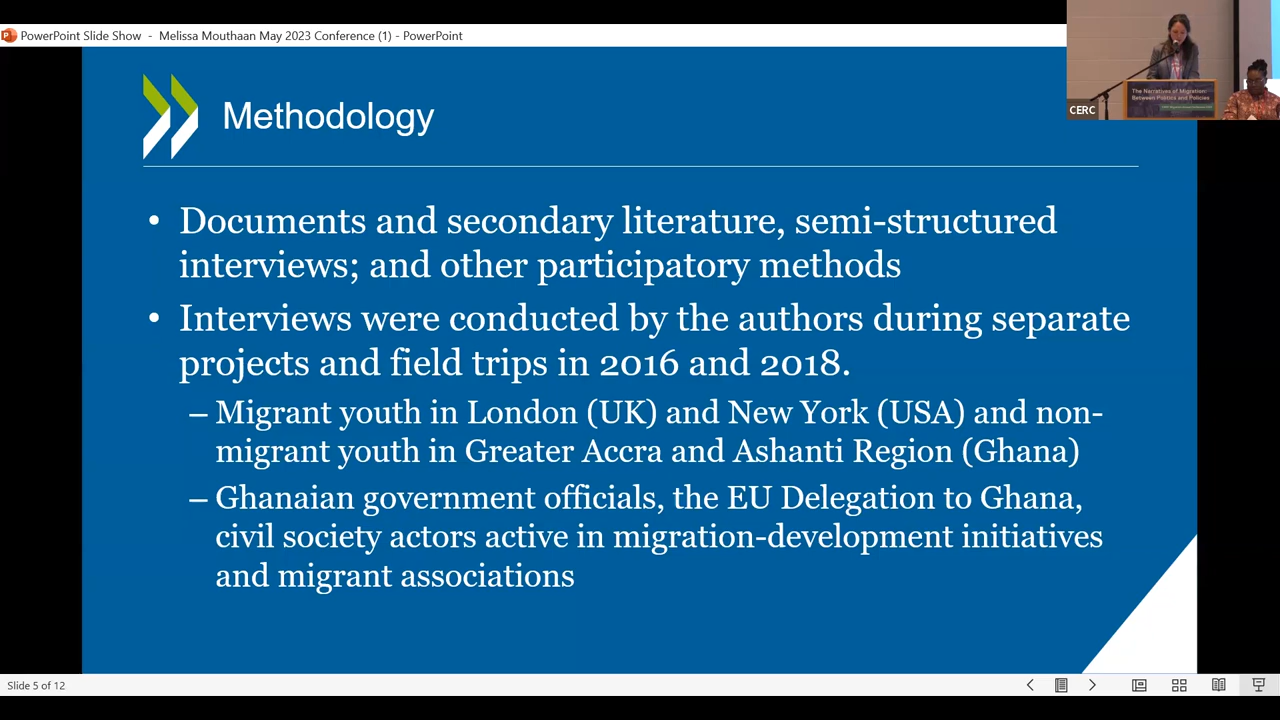 PowerPoint Slide Show - Melissa Mouthaan May 2023 Conference (1) - PowerPoint
CERC
The Narratives of Migration:
Between Politics and Policies
Methodology
• Documents and secondary literature, semi-structured
interviews; and other participatory methods
• Interviews were conducted by the authors during separate
projects and field trips in 2016 and 2018.
– Migrant youth in London (UK) and New York (USA) and non-
migrant youth in Greater Accra and Ashanti Region (Ghana)
– Ghanaian government officials, the EU Delegation to Ghana,
civil society actors active in migration-development initiatives
and migrant associations
Slide 5 of 12